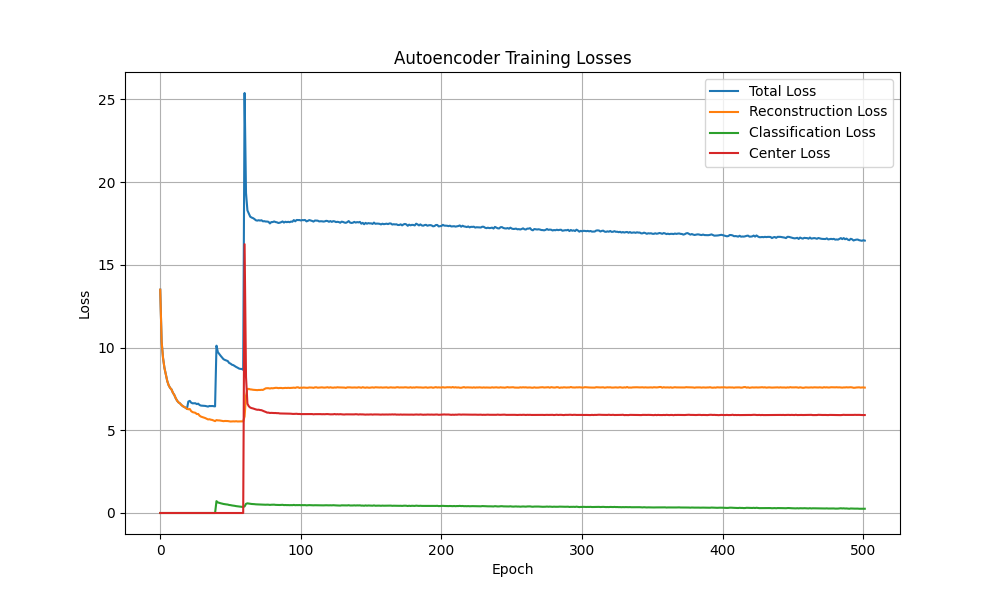 Autoencoder Training Losses
Total Loss
Reconstruction Loss
Classification Loss
Center Loss
25
20
15
10
5
0
Loss
0 100 200 300 400 500
Epoch